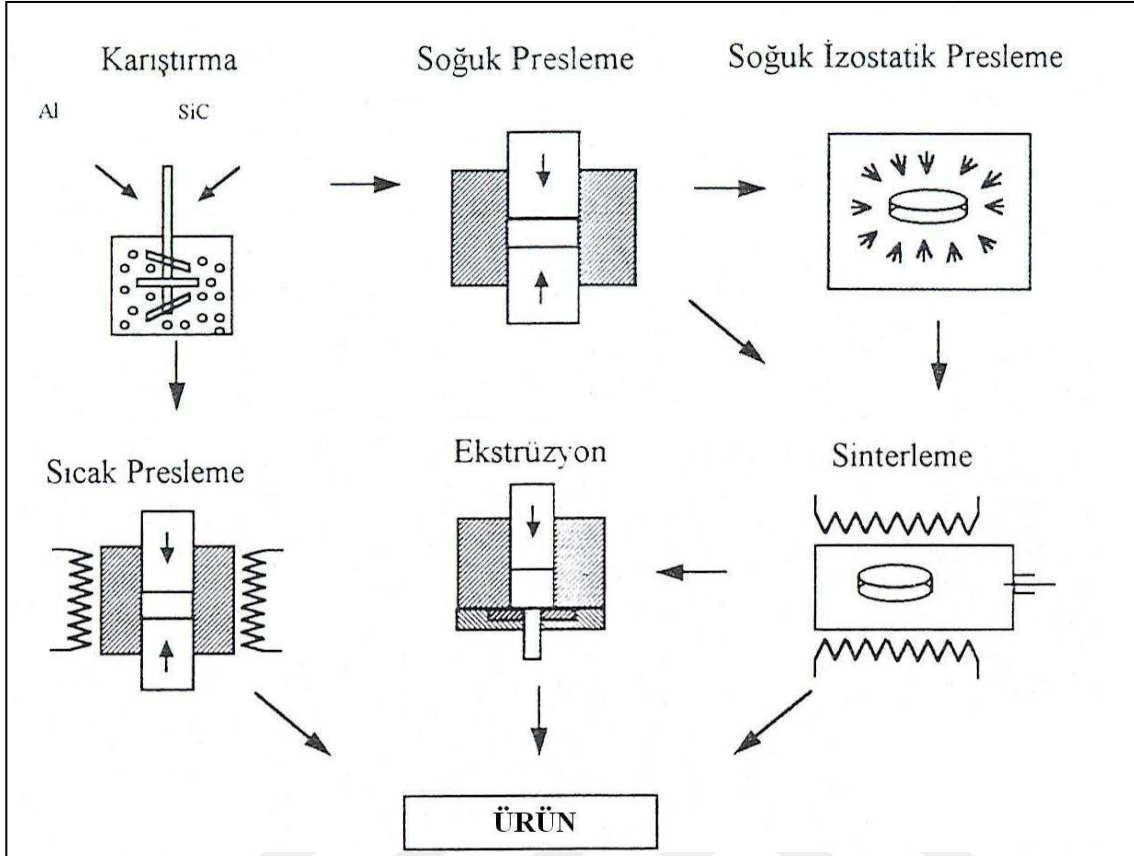 Karıştırma
Soğuk Presleme
Soğuk İzostatik Presleme
Al
SiC
Sıcak Presleme
Ekstrüzyon
Sinterleme
ÜRÜN